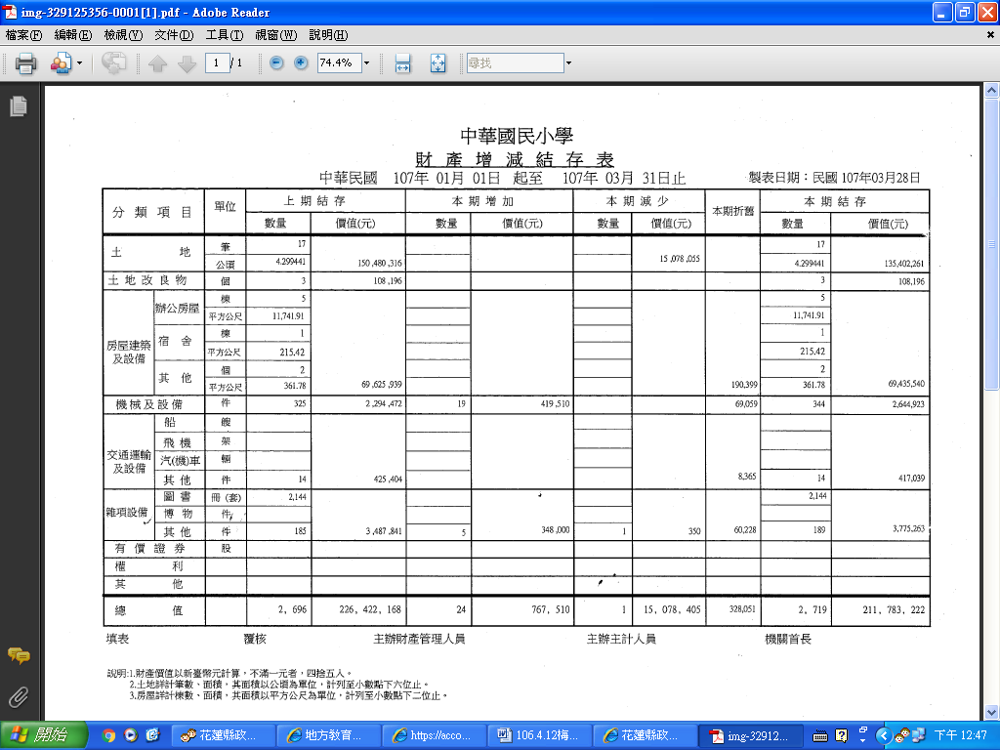 img-329125356-0001[1].pdf - Adobe Reader
檔案(F) 編輯(E) 檢視(V) 文件(D) 工具(T) 視窗(W) 說明(H)
1 / 1 74.4% 尋找
中華國民小學
財產增減結存表
中華民國 107年 01月 01日 起至 107年 03月 31日止 製表日期：民國 107年03月28日
分類項目 單位 上期結存 本期增加 本期減少 本期折舊 本期結存
數量 價值(元) 數量 價值(元) 數量 價值(元) 數量 價值(元)
土地 筆 17 17
公頃 4.299441 150,480,316 15,078,055 4.299441 135,402,261
土地改良物 個 3 108,196 3 108,196
房屋建築及設備 辦公房屋 棟 5 5
平方公尺 11,741.91 11,741.91
宿舍 棟 1 1
平方公尺 215.42 215.42
其他 個 2 2
平方公尺 361.78 69,625,939 190,399 361.78 69,435,540
機械及設備 件 325 2,294,472 19 419,510 69,059 344 2,644,923
交通運輸及設備 船 艘
飛機 架
汽(機)車 輛
其他 件 14 425,404 8,365 14 417,039
雜項設備 圖書 冊(套) 2,144 2,144
博物 件
其他 件 185 3,487,841 5 348,000 1 350 60,228 189 3,775,263
有價證券 股
權利
其他
總值 2,696 226,422,168 24 767,510 1 15,078,405 328,051 2,719 211,783,222
填表 覆核 主辦財產管理人員 主辦主計人員 機關首長
說明:1.財產價值以新臺幣元計算，不滿一元者，四捨五入。
2.土地詳計筆數、面積，其面積以公頃為單位，計列至小數點下六位止。
3.房屋詳計棟數、面積，其面積以平方公尺為單位，計列至小數點下二位止。
開始 花蓮縣政... 地方教育... https://acco... 106.4.12梅... 花蓮縣政... img-32912... 下午 12:47